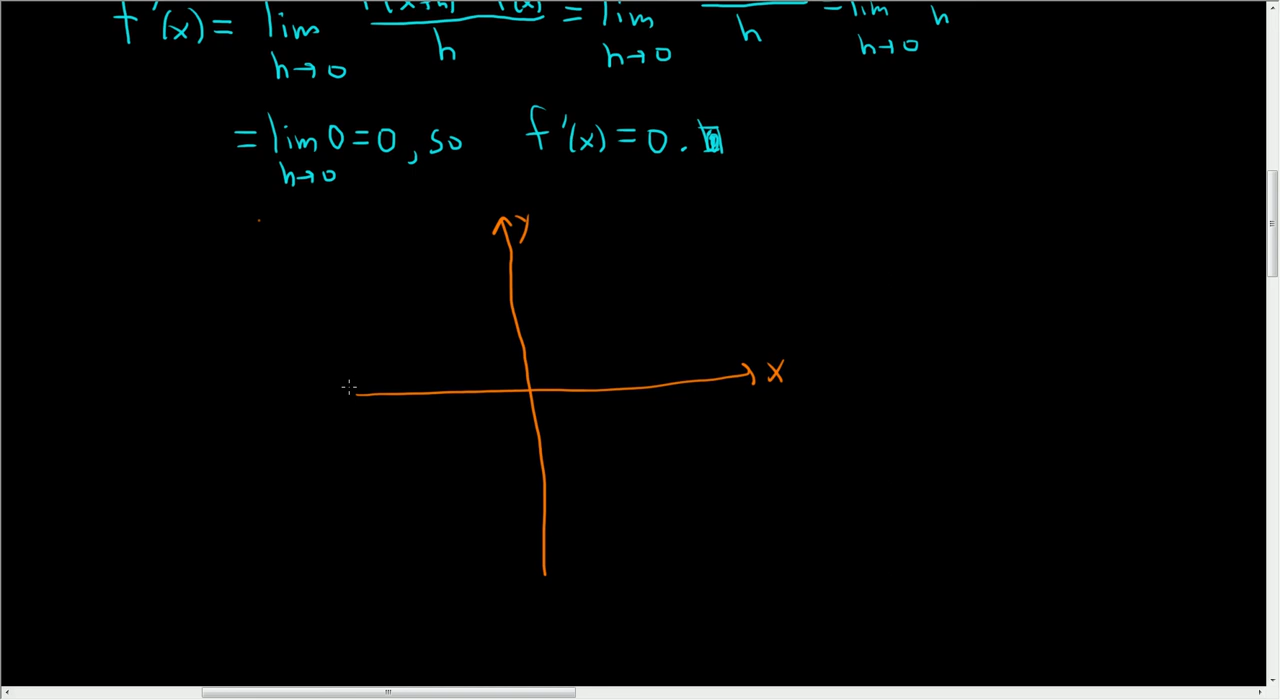 f'(x) = lim h→0 f(x+h) - f(x) / h = lim h→0 / h = lim h→0 h
= lim h→0 0 = 0, so f'(x) = 0.
y
x